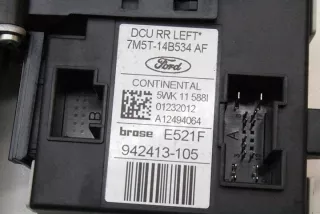 DCU RR LEFT*
7M5T-14B534 AF
Ford
CONTINENTAL
5WK 11 588I
01232012
A12494064
brose E521F
942413-105
B